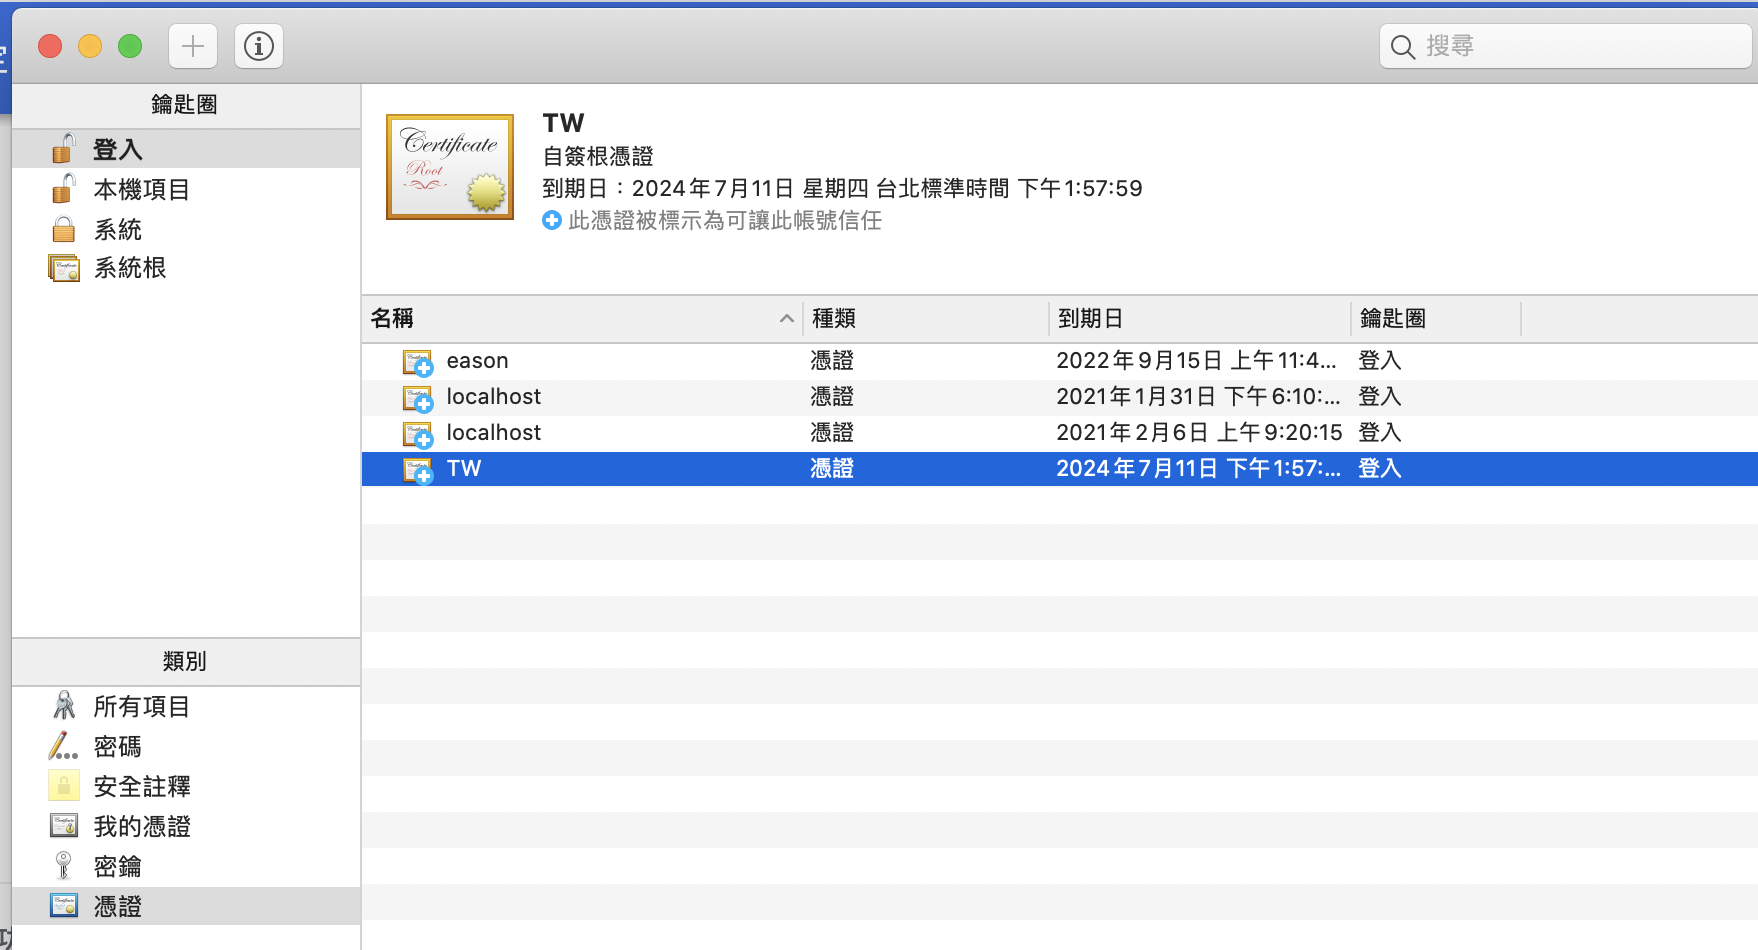 搜尋
鑰匙圈
登入
本機項目
系統
系統根
TW
自簽根憑證
到期日：2024年7月11日 星期四 台北標準時間 下午1:57:59
此憑證被標示為可讓此帳號信任
名稱 種類 到期日 鑰匙圈
eason 憑證 2022年9月15日 上午11:4... 登入
localhost 憑證 2021年1月31日 下午6:10:... 登入
localhost 憑證 2021年2月6日 上午9:20:15 登入
TW 憑證 2024年7月11日 下午1:57:... 登入
類別
所有項目
密碼
安全註釋
我的憑證
密鑰
憑證